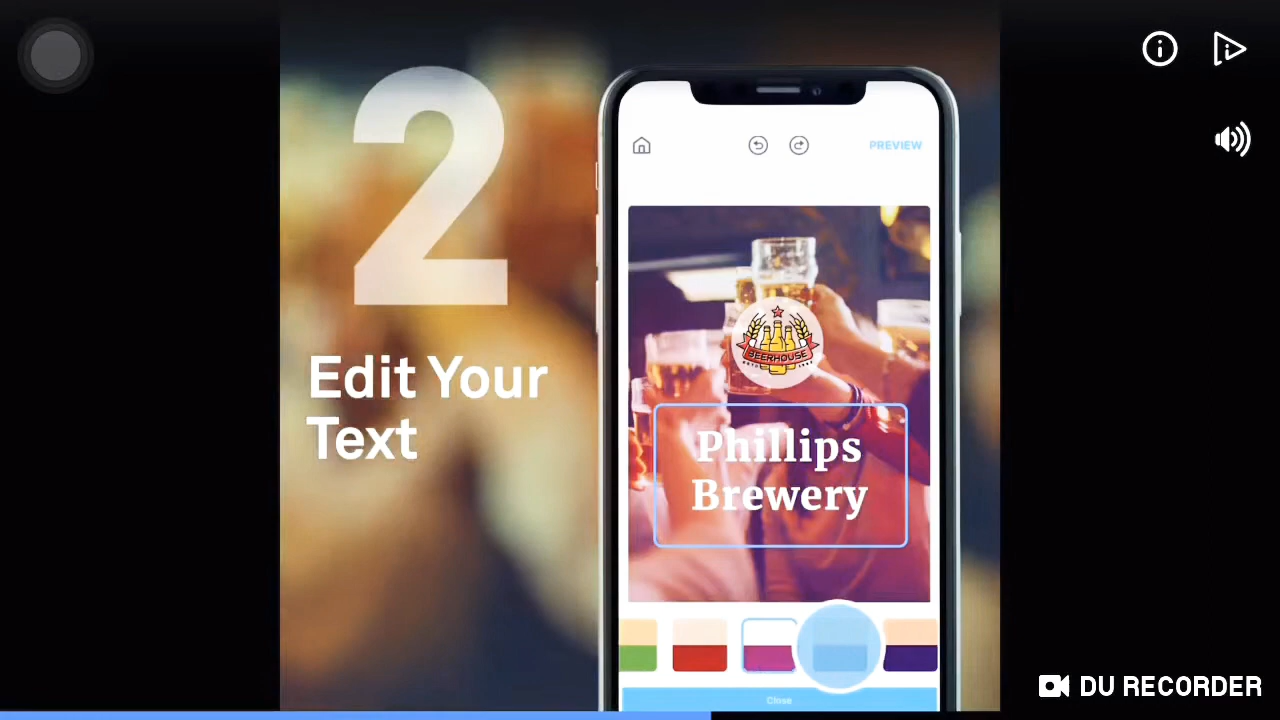 2
Edit Your
Text
PREVIEW
BEERHOUSE
Phillips
Brewery
Close
DU RECORDER